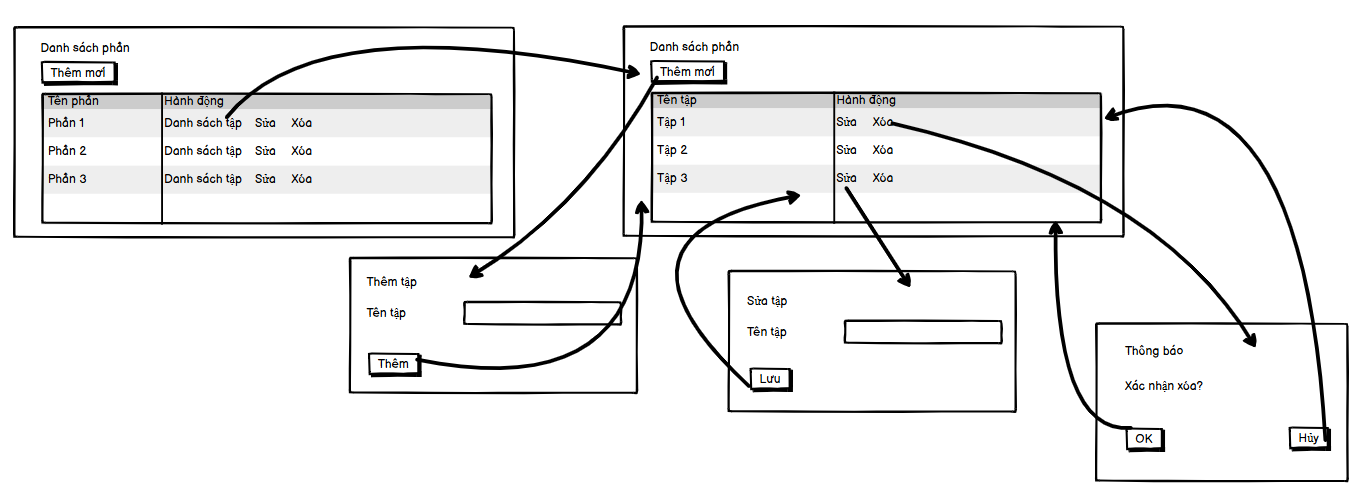 Danh sách phần
Thêm mới
Tên phần Hành động
Phần 1 Danh sách tập Sửa Xóa
Phần 2 Danh sách tập Sửa Xóa
Phần 3 Danh sách tập Sửa Xóa
Danh sách phần
Thêm mới
Tên tập Hành động
Tập 1 Sửa Xóa
Tập 2 Sửa Xóa
Tập 3 Sửa Xóa
Thêm tập
Tên tập
Thêm
Sửa tập
Tên tập
Lưu
Thông báo
Xác nhận xóa?
OK Hủy